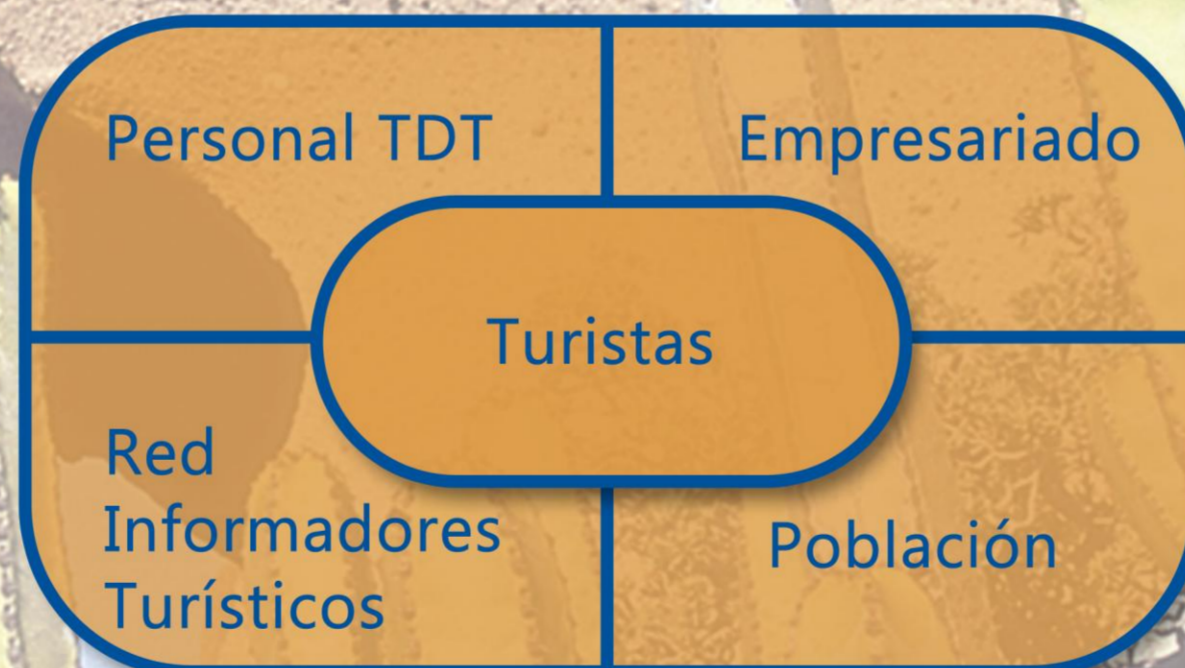 Personal TDT
Empresariado
Turistas
Red
Informadores
Turísticos
Población